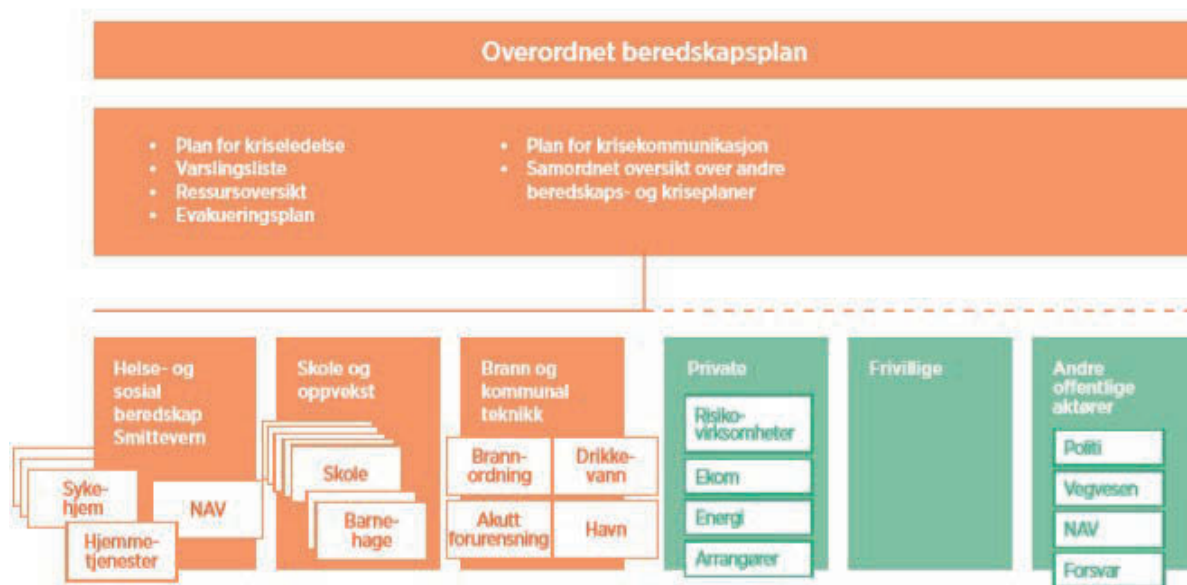 Overordnet beredskapsplan
• Plan for kriseledelse
• Varslingsliste
• Ressursoversikt
• Evakueringsplan
• Plan for krisekommunikasjon
• Samordnet oversikt over andre
beredskaps- og kriseplaner
Helse- og
sosial
beredskap
Smittevern
Syke-
hjem
NAV
Hjemme-
tjenester
Skole og
oppvekst
Skole
Barne-
hage
Brann og
kommunal
teknikk
Brann-
ordning
Drikke-
vann
Akutt
forurensning
Havn
Private
Risiko-
virksomheter
Ekom
Energi
Arrangører
Frivillige
Andre
offentlige
aktører
Politi
Vegvesen
NAV
Forsvar